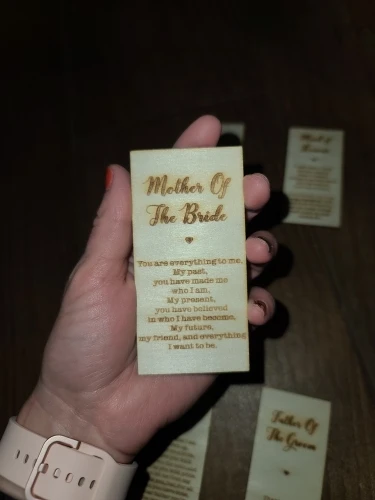 Mother Of
The Bride
You are everything to me,
My past,
you have made me
who I am.
My present,
you have believed
in who I have become.
My future,
my friend, and everything
I want to be.
Father Of
The Groom